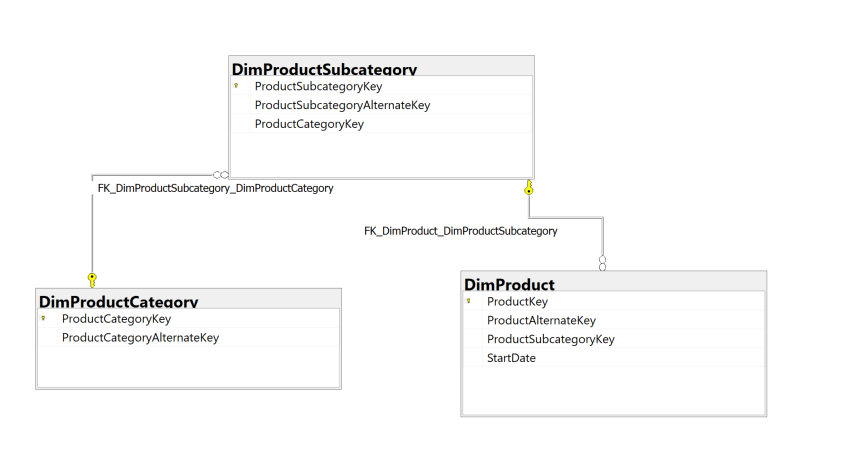 DimProductSubcategory
ProductSubcategoryKey
ProductSubcategoryAlternateKey
ProductCategoryKey
FK_DimProductSubcategory_DimProductCategory
FK_DimProduct_DimProductSubcategory
DimProductCategory
ProductCategoryKey
ProductCategoryAlternateKey
DimProduct
ProductKey
ProductAlternateKey
ProductSubcategoryKey
StartDate